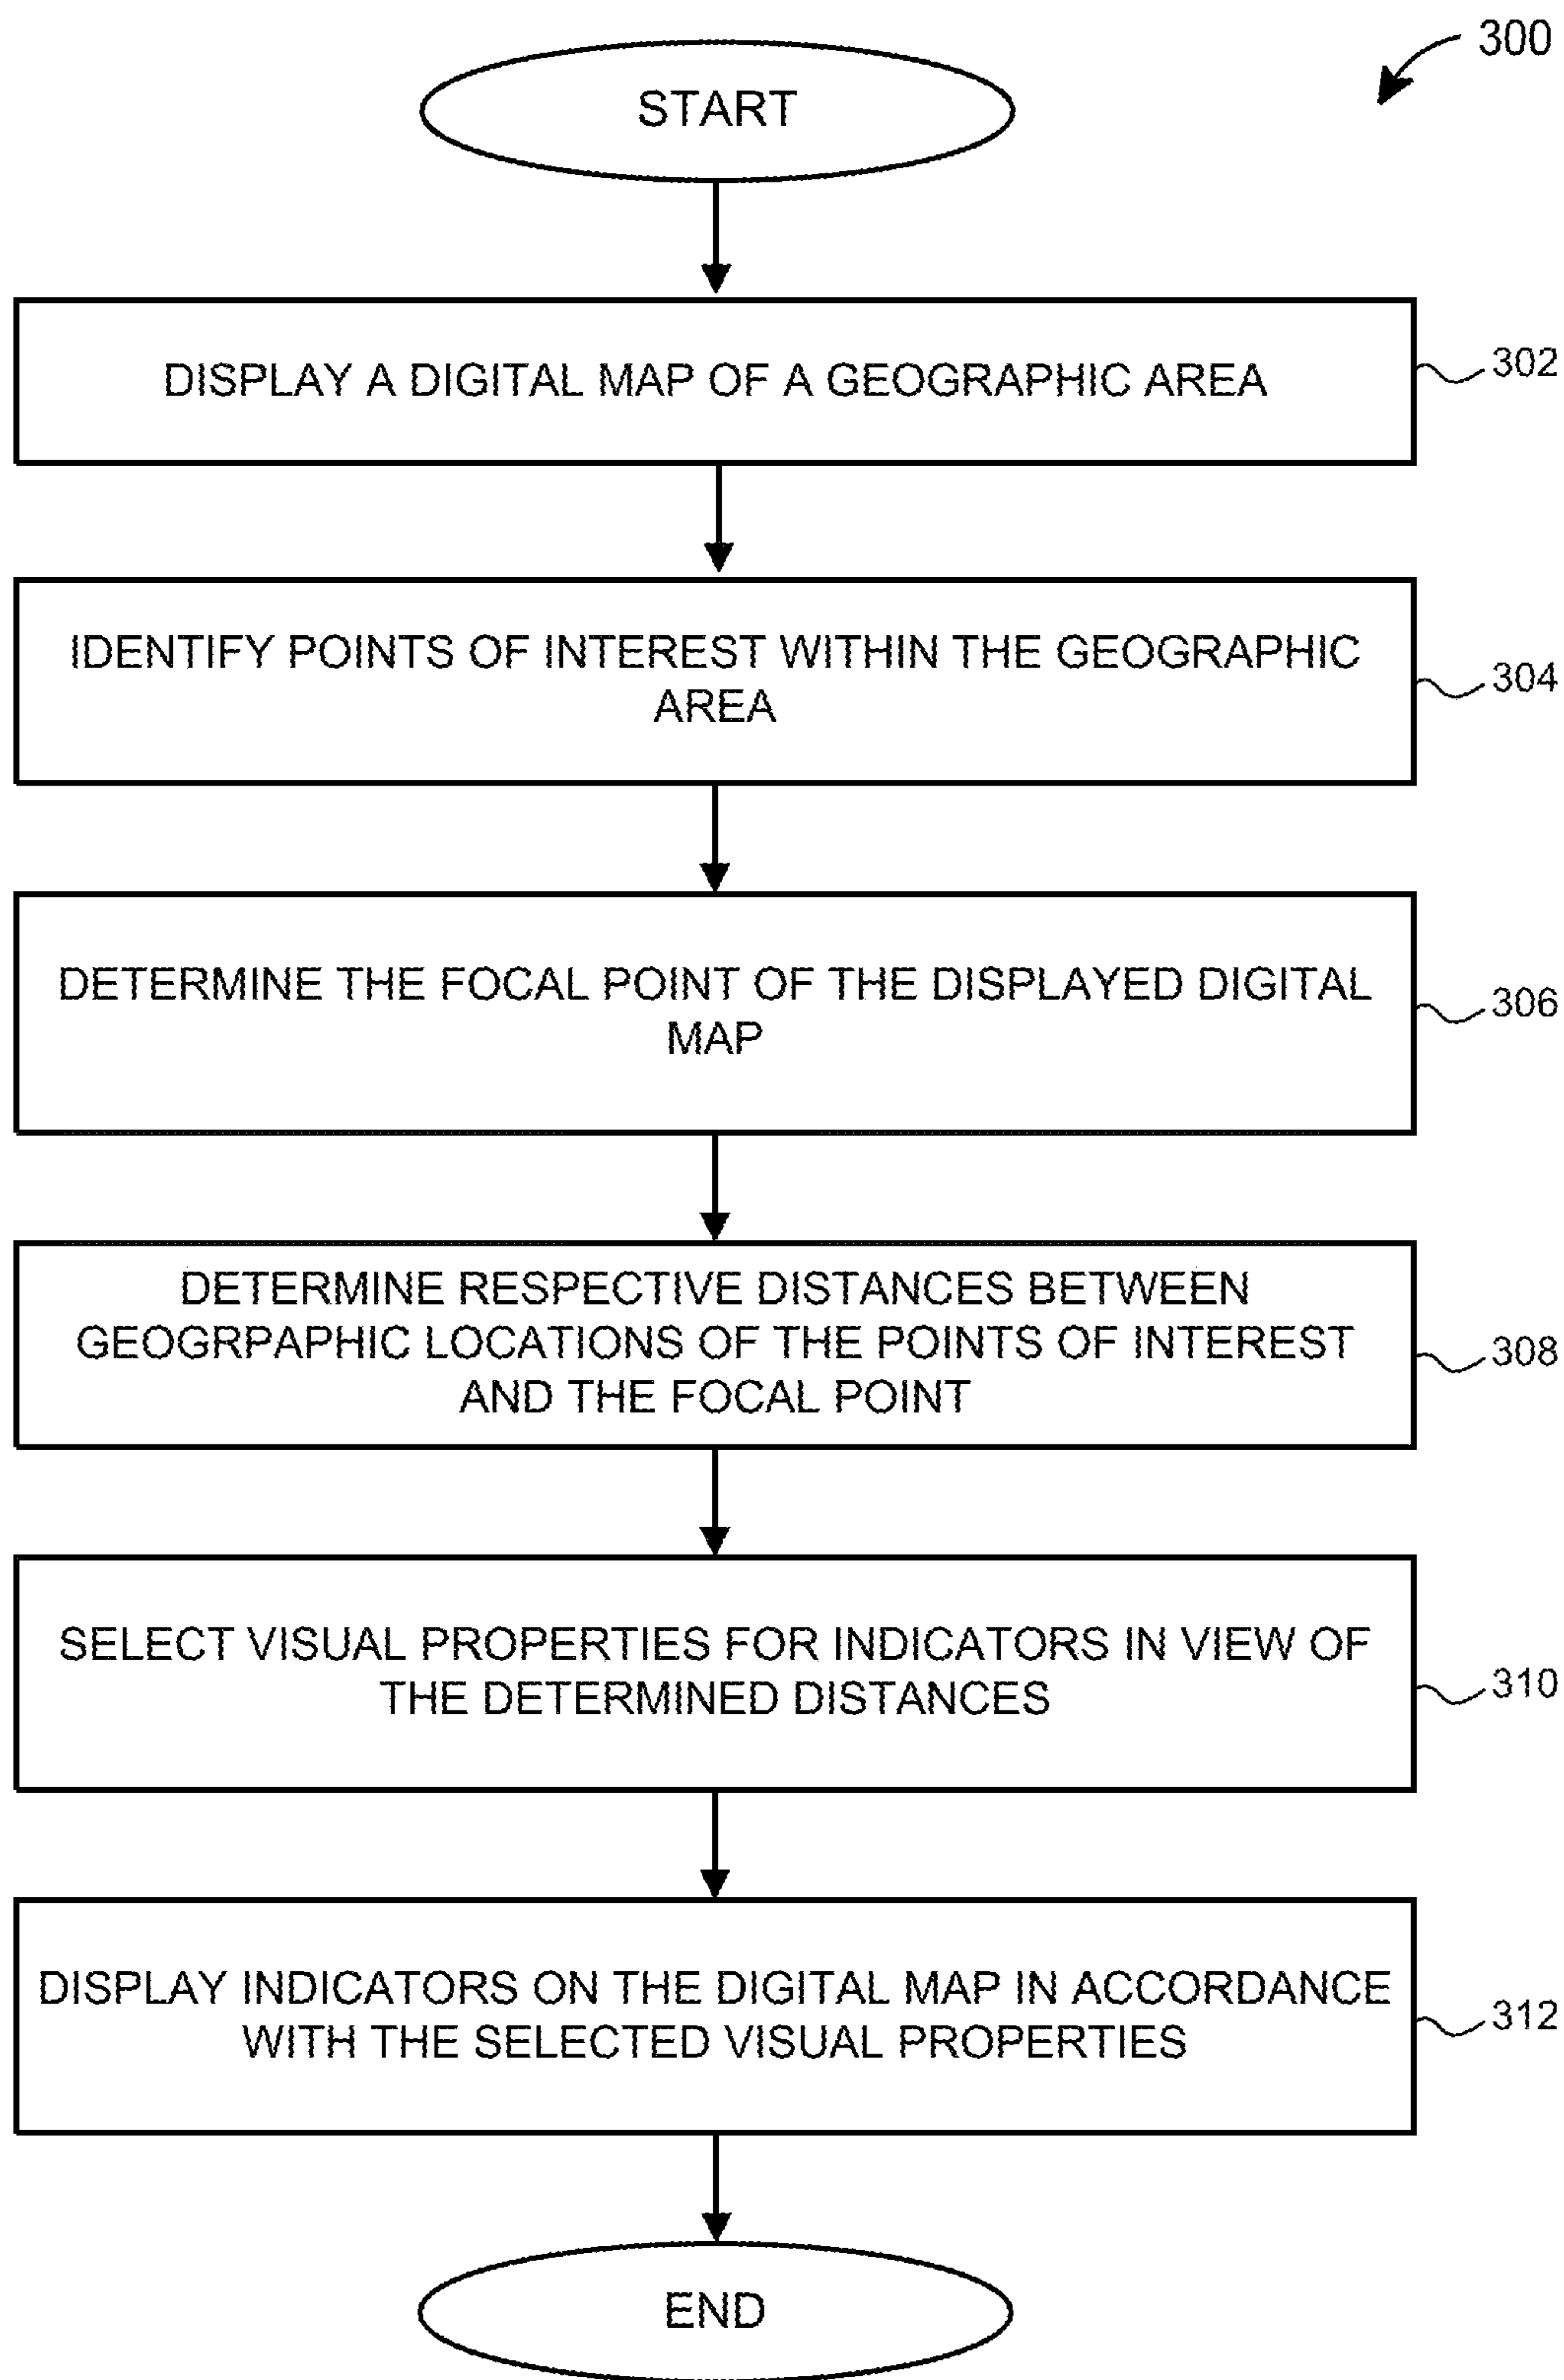 300
START
DISPLAY A DIGITAL MAP OF A GEOGRAPHIC AREA
302
IDENTIFY POINTS OF INTEREST WITHIN THE GEOGRAPHIC
AREA
304
DETERMINE THE FOCAL POINT OF THE DISPLAYED DIGITAL
MAP
306
DETERMINE RESPECTIVE DISTANCES BETWEEN
GEOGRPAPHIC LOCATIONS OF THE POINTS OF INTEREST
AND THE FOCAL POINT
308
SELECT VISUAL PROPERTIES FOR INDICATORS IN VIEW OF
THE DETERMINED DISTANCES
310
DISPLAY INDICATORS ON THE DIGITAL MAP IN ACCORDANCE
WITH THE SELECTED VISUAL PROPERTIES
312
END